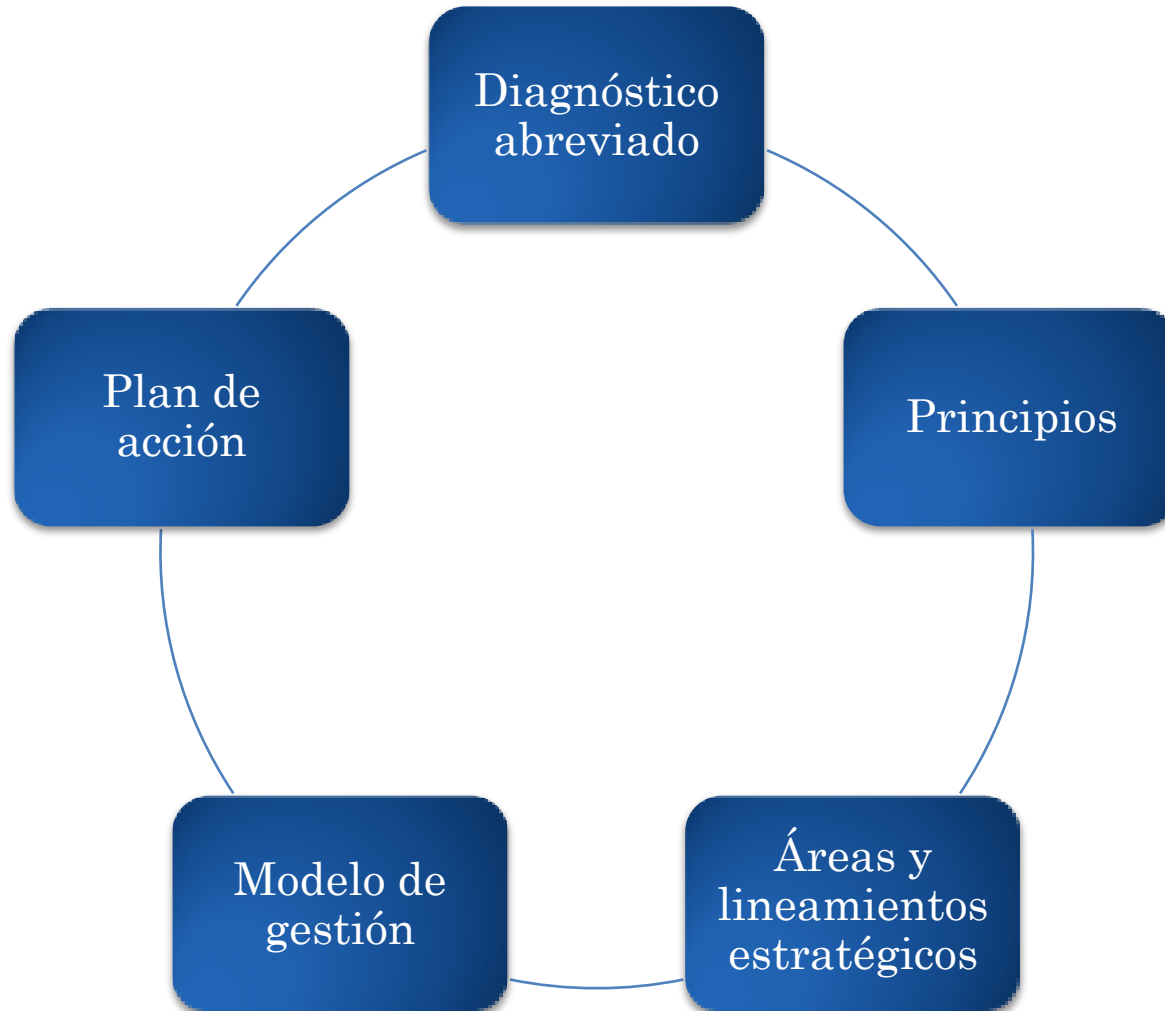 Diagnóstico
abreviado
Principios
Áreas y
lineamientos
estratégicos
Modelo de
gestión
Plan de
acción